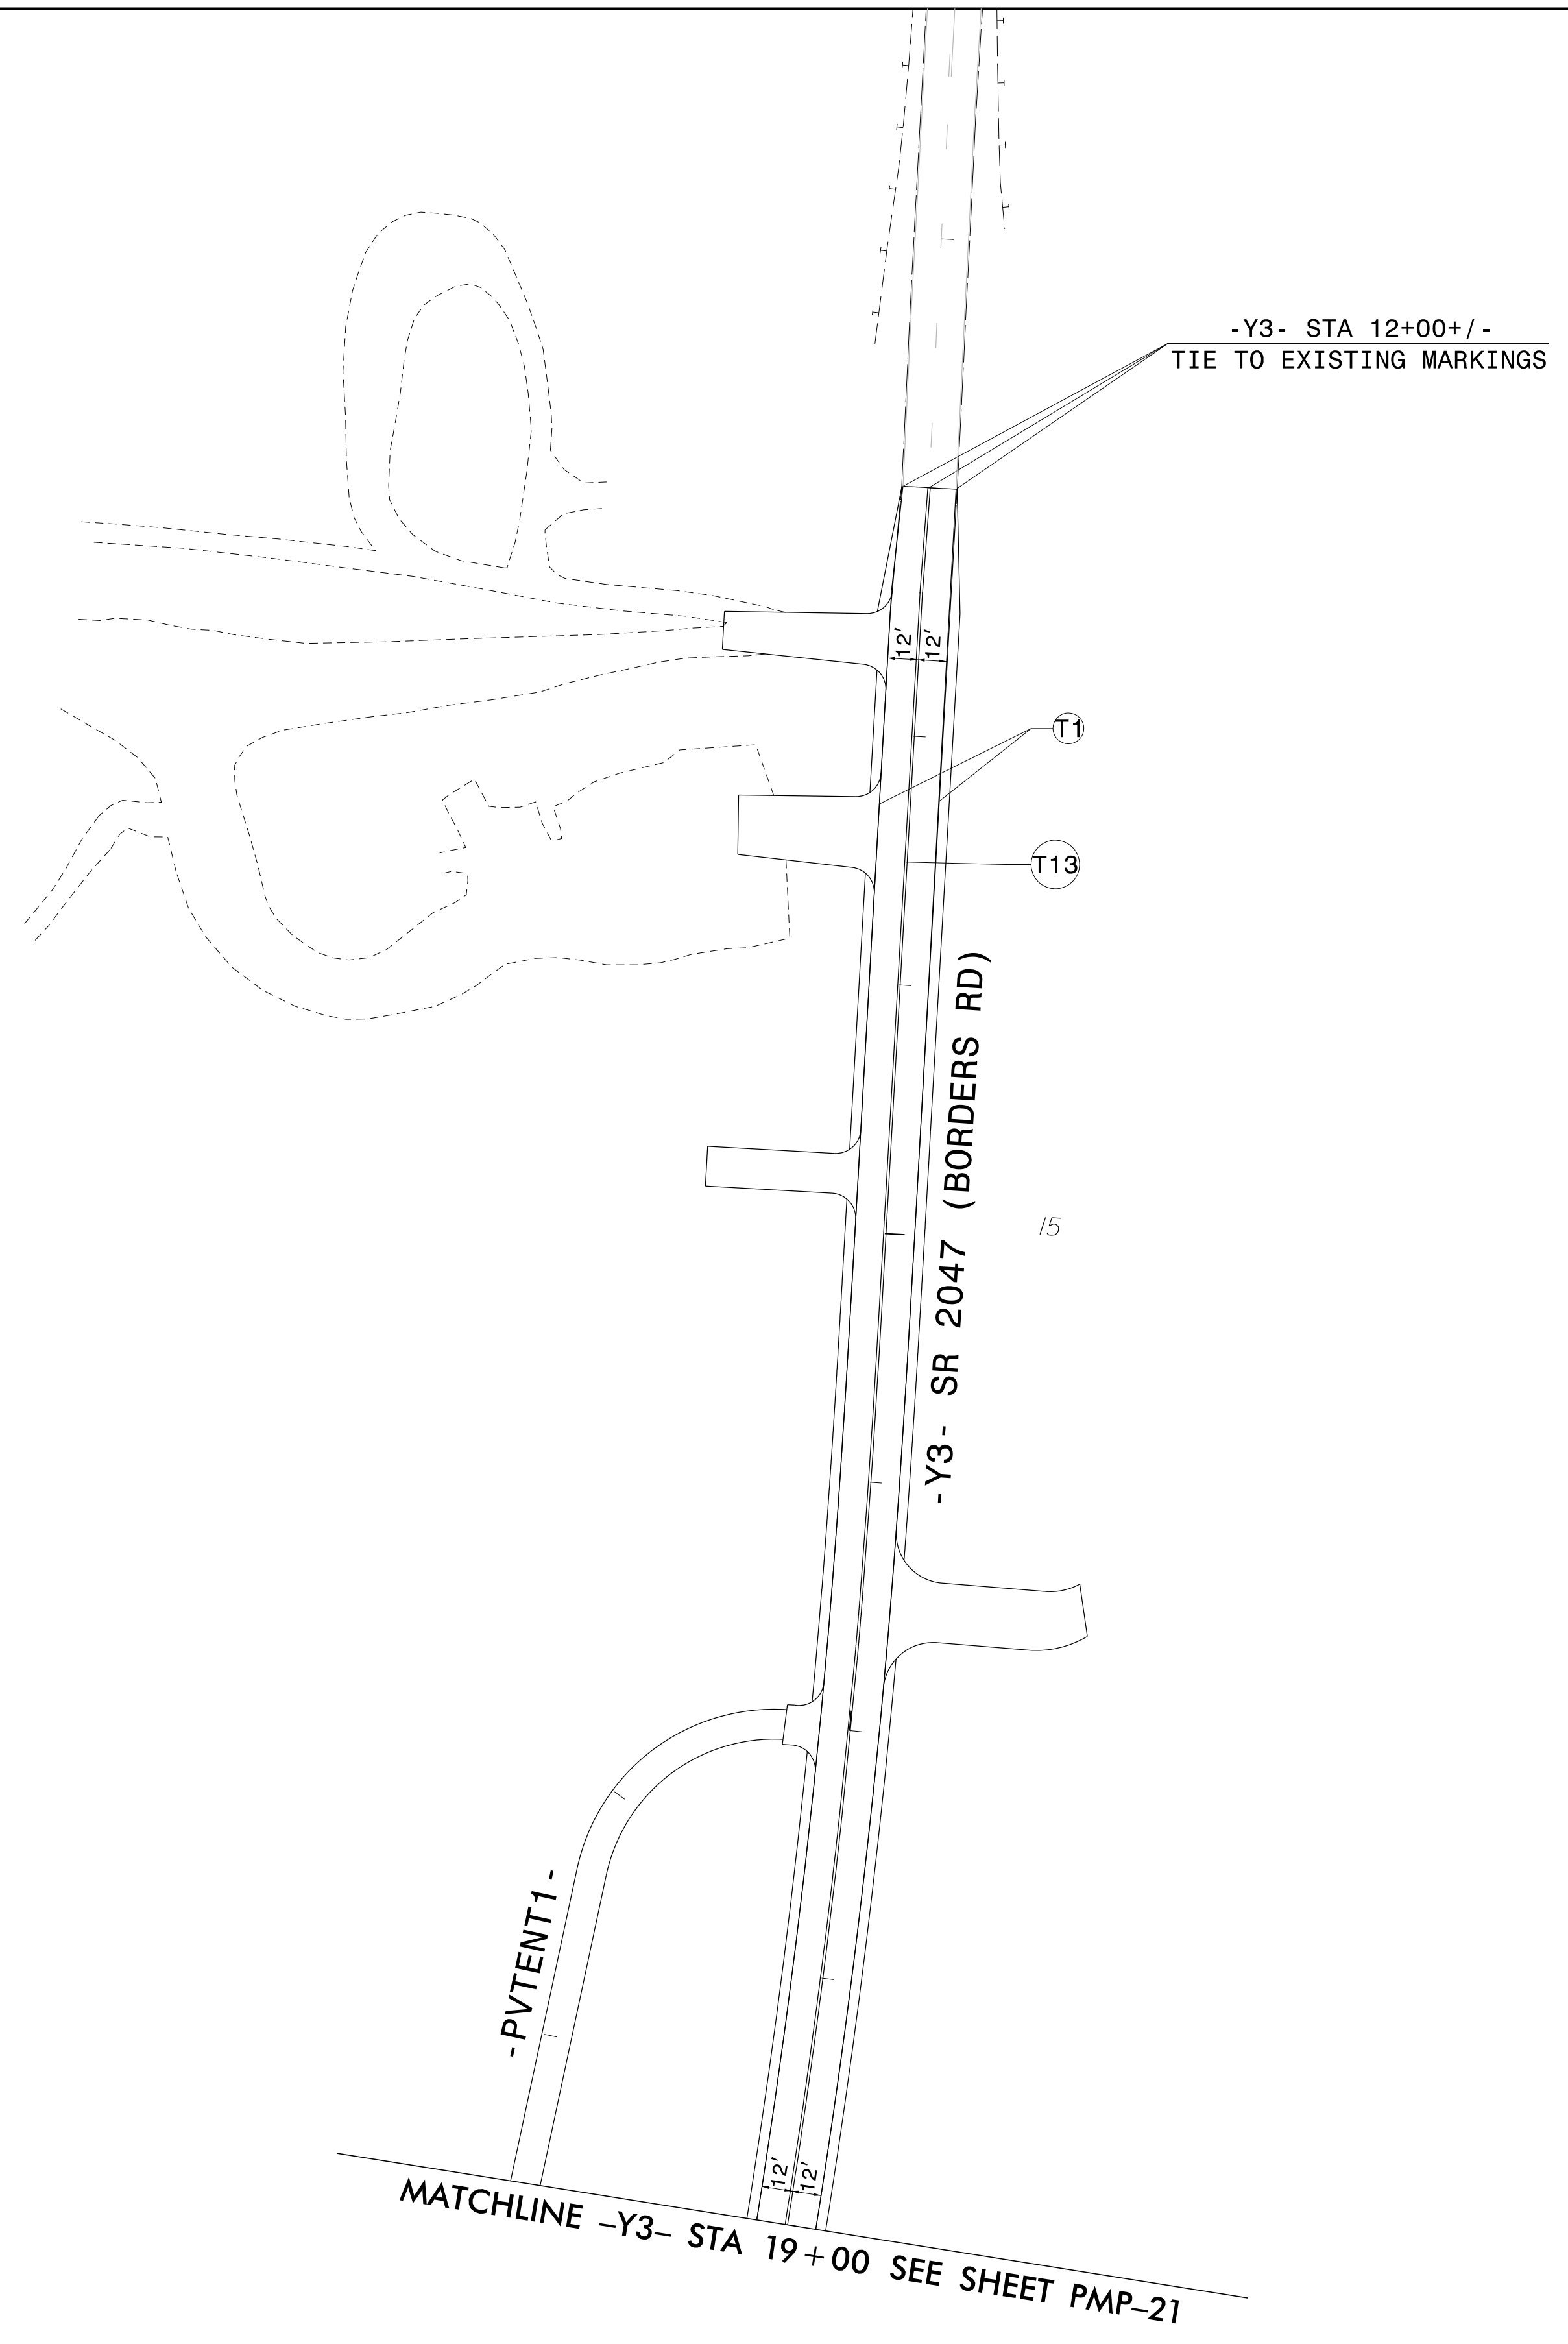 -Y3- STA 12+00+/-
TIE TO EXISTING MARKINGS
12' 12'
T1
T13
-Y3- SR 2047 (BORDERS RD)
15
-PVTENT1-
12' 12'
MATCHLINE –Y3– STA 19+00 SEE SHEET PMP–21